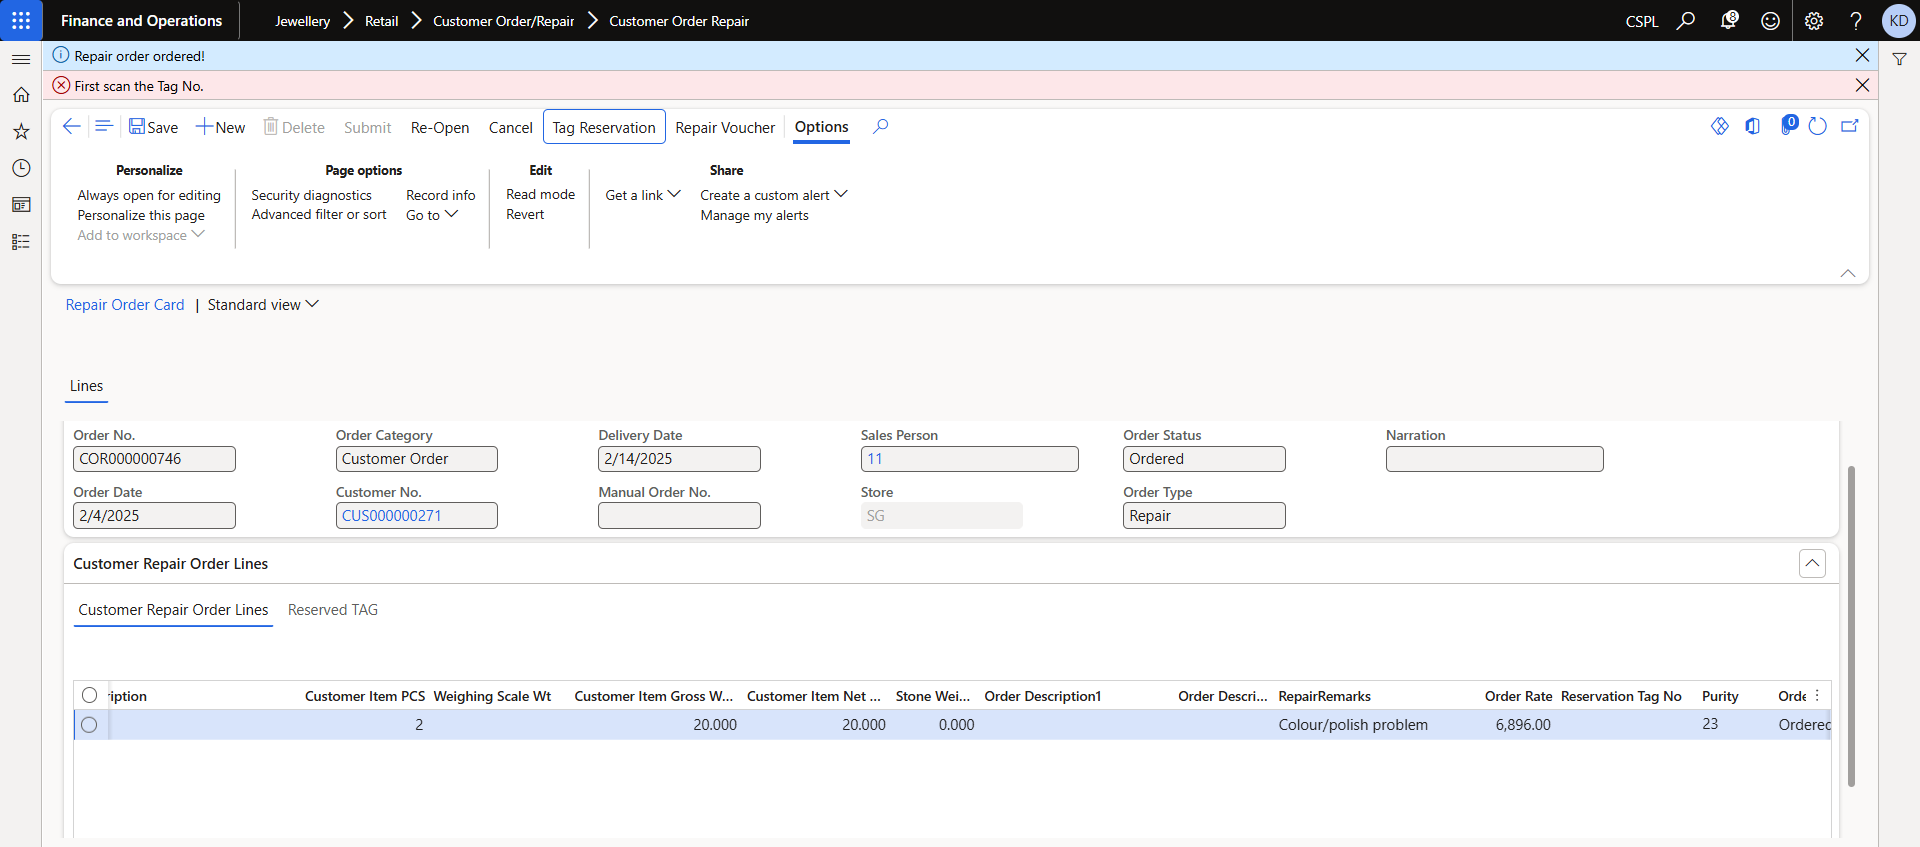 Finance and Operations
Jewellery Retail Customer Order/Repair Customer Order Repair
CSPL 8 ? KD
Repair order ordered!
First scan the Tag No.
Save New Delete Submit Re-Open Cancel Tag Reservation Repair Voucher Options
0
Personalize
Always open for editing
Personalize this page
Add to workspace
Page options
Security diagnostics Record info
Advanced filter or sort Go to
Edit
Read mode
Revert
Share
Get a link Create a custom alert
Manage my alerts
Repair Order Card | Standard view
Lines
Order No. Order Category Delivery Date Sales Person Order Status Narration
COR000000746 Customer Order 2/14/2025 11 Ordered
Order Date Customer No. Manual Order No. Store Order Type
2/4/2025 CUS000000271 SG Repair
Customer Repair Order Lines
Customer Repair Order Lines Reserved TAG
ription Customer Item PCS Weighing Scale Wt Customer Item Gross W... Customer Item Net ... Stone Wei... Order Description1 Order Descri... RepairRemarks Order Rate Reservation Tag No Purity Orde
2 20.000 20.000 0.000 Colour/polish problem 6,896.00 23 Ordered